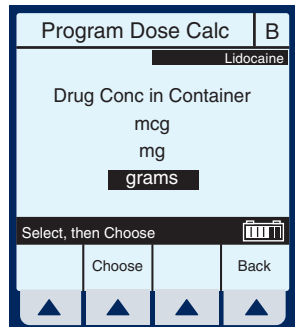 Program Dose Calc B
Lidocaine
Drug Conc in Container
mcg
mg
grams
Select, then Choose
Choose Back